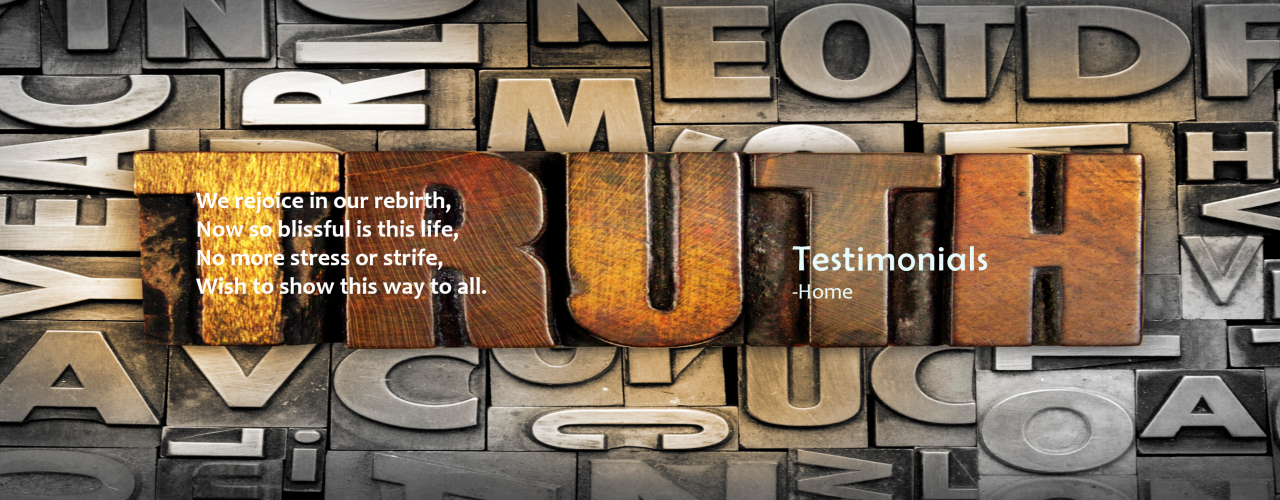 TRUTH
We rejoice in our rebirth,
Now so blissful is this life,
No more stress or strife,
Wish to show this way to all.
Testimonials
-Home